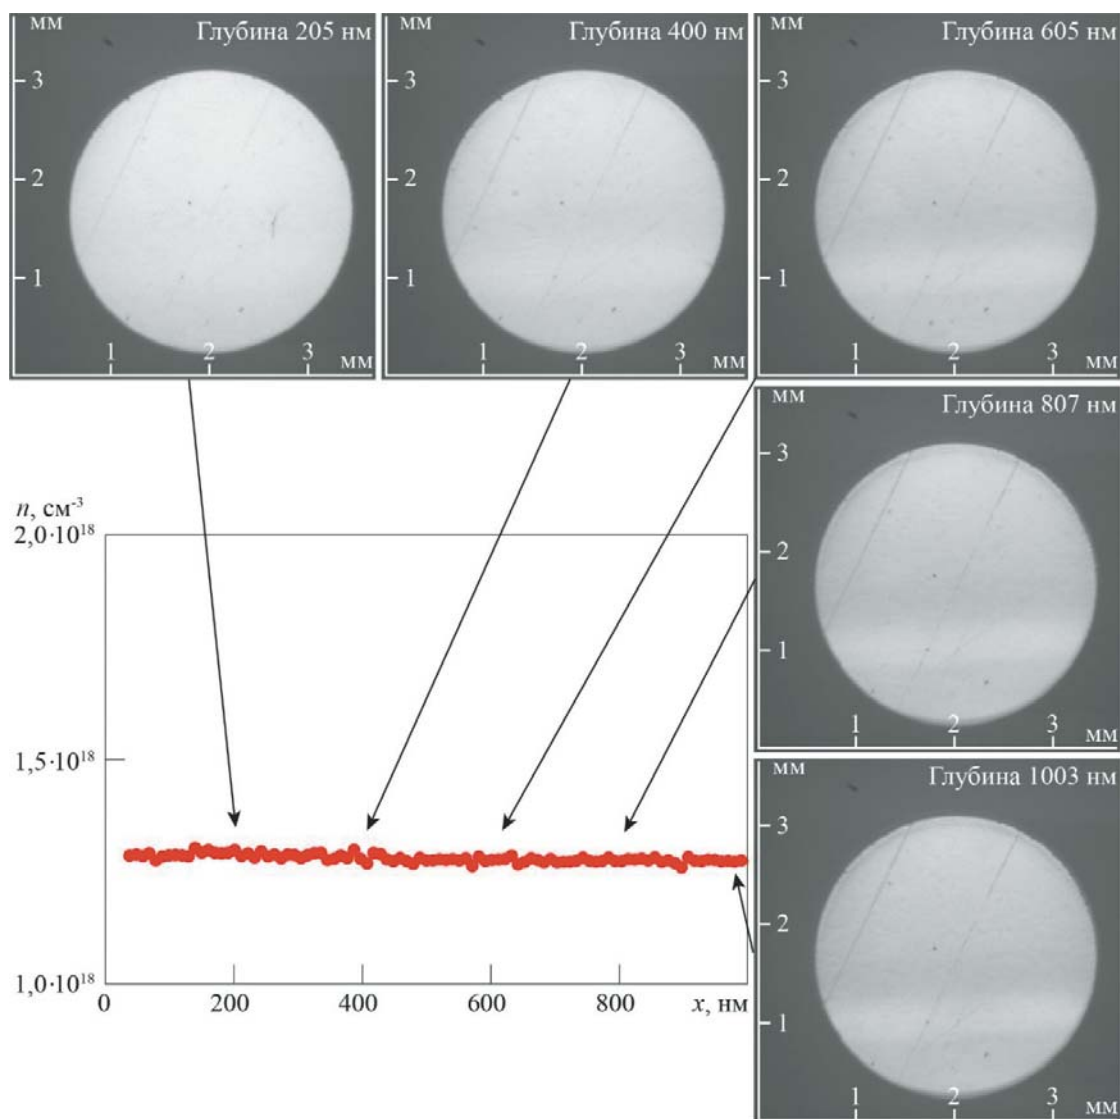 мм
Глубина 205 нм
3
2
1
1
2
3
мм
мм
Глубина 400 нм
3
2
1
1
2
3
мм
мм
Глубина 605 нм
3
2
1
1
2
3
мм
мм
Глубина 807 нм
3
2
1
1
2
3
мм
мм
Глубина 1003 нм
3
2
1
1
2
3
мм
n, см⁻³
2,0·10¹⁸
1,5·10¹⁸
1,0·10¹⁸
0
200
400
600
800
x, нм